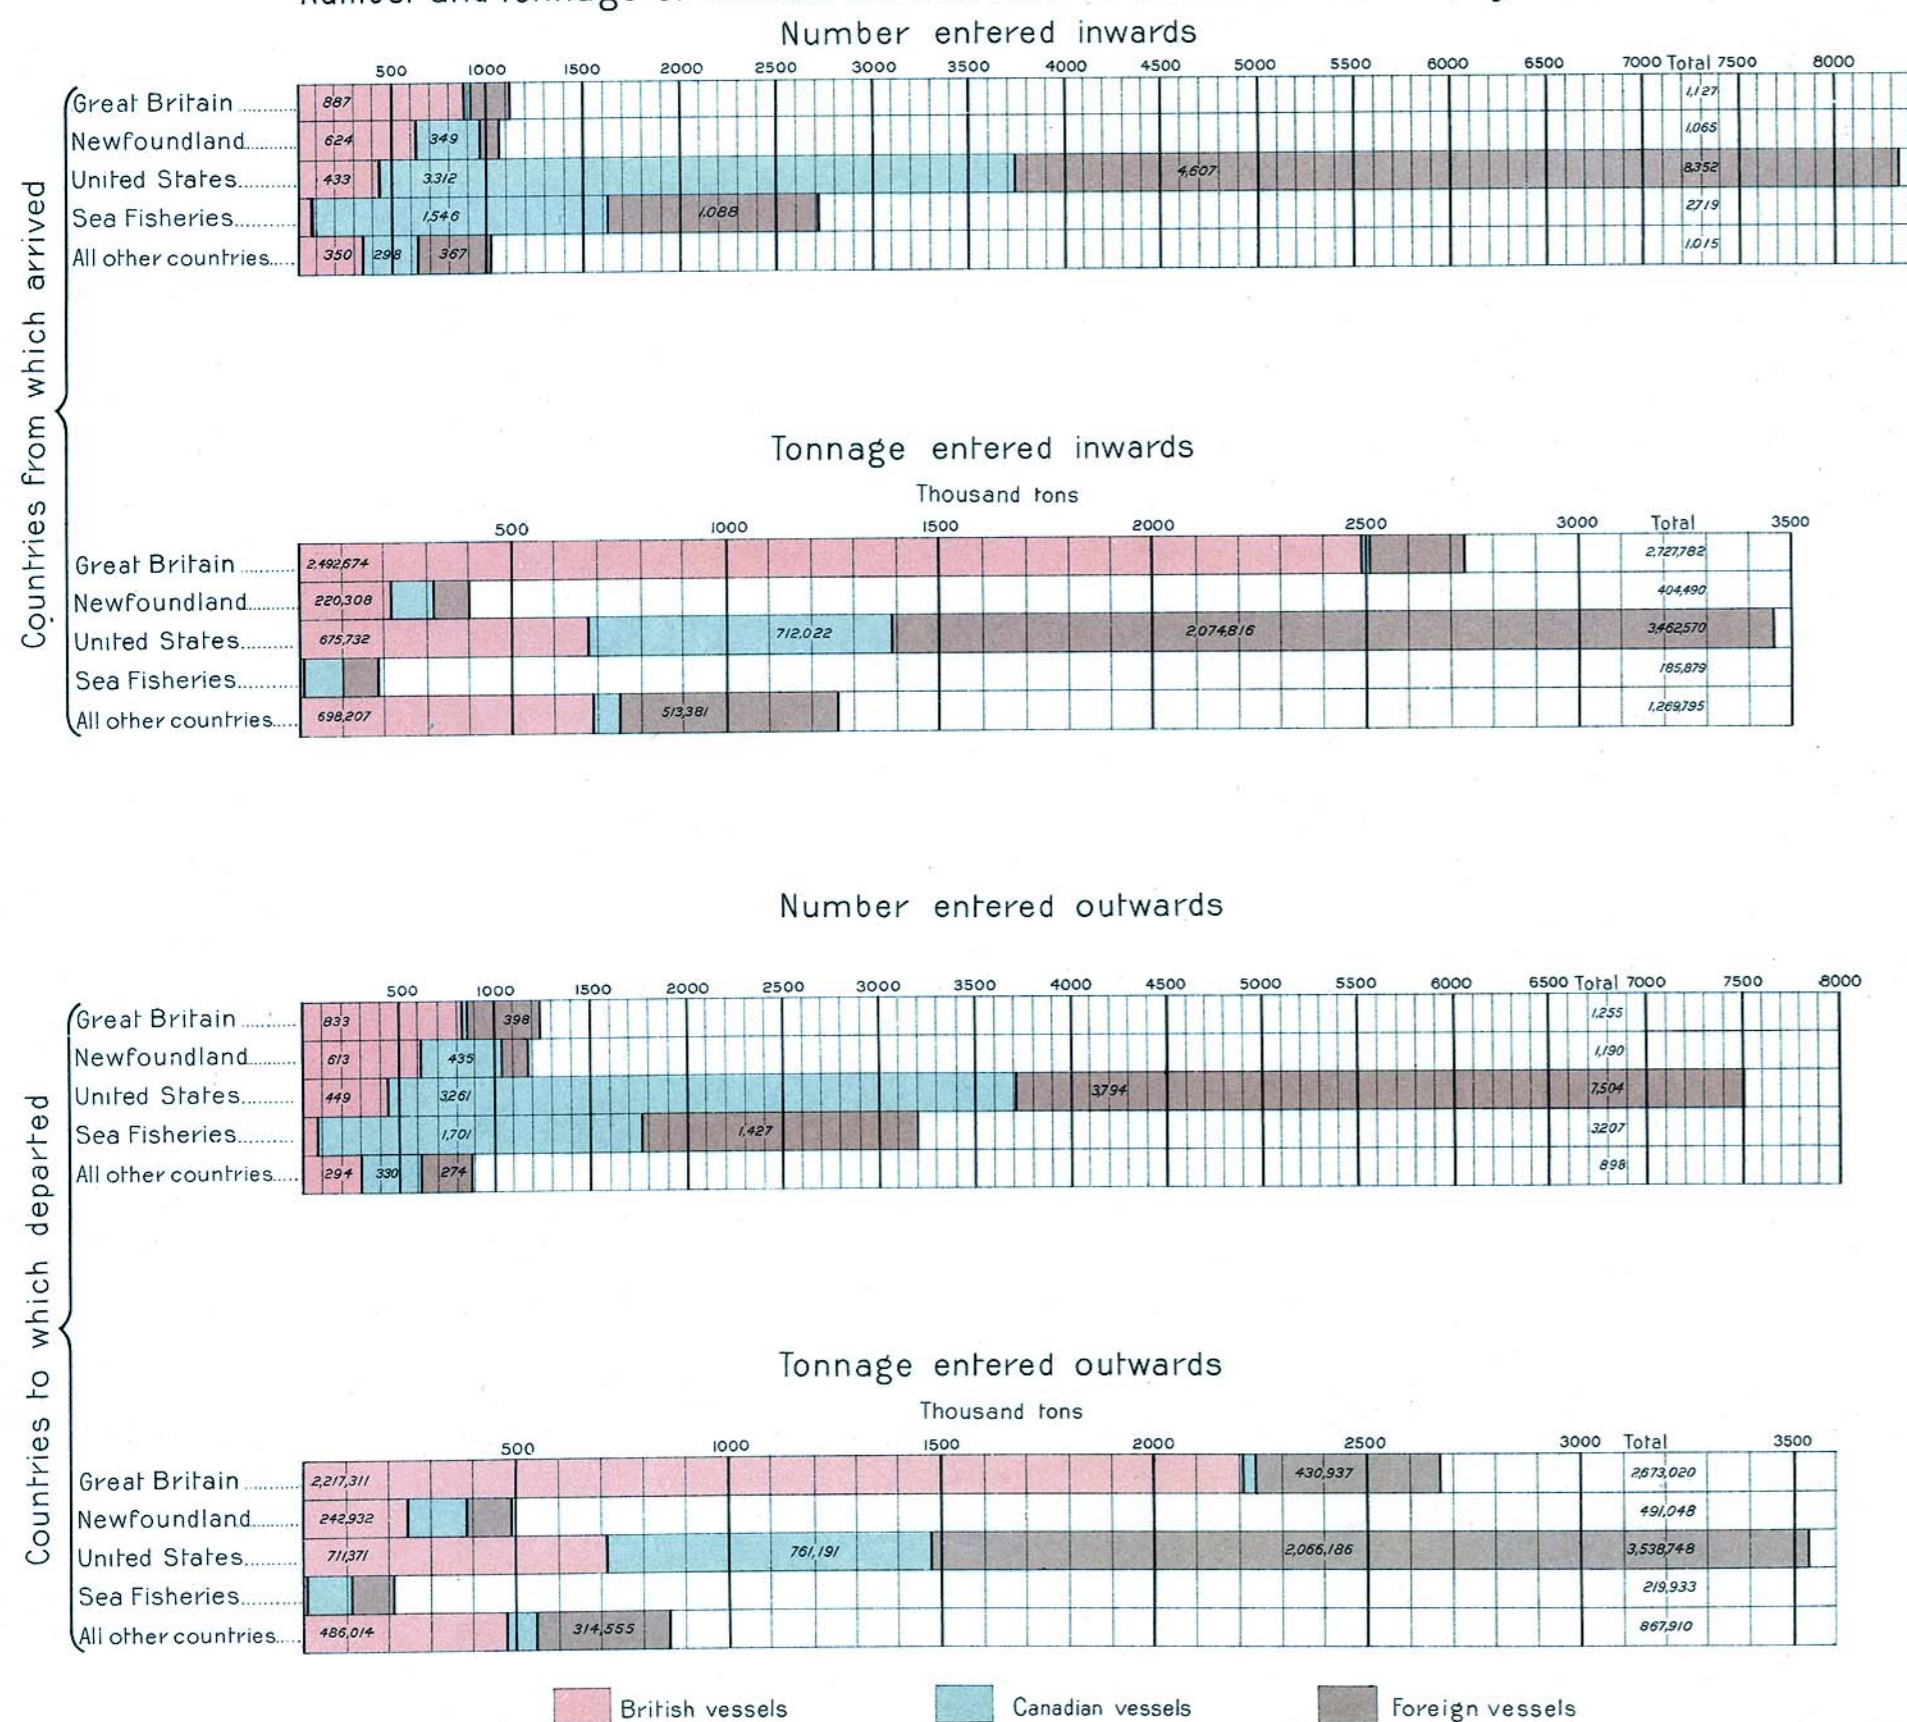 Number entered inwards
500 1000 1500 2000 2500 3000 3500 4000 4500 5000 5500 6000 6500 7000 Total 7500 8000
Countries from which arrived
Great Britain 887 1,127
Newfoundland 624 349 1,065
United States 433 3,312 4,607 8,352
Sea Fisheries 1,546 1,088 2,719
All other countries 350 298 367 1,015
Tonnage entered inwards
Thousand tons
500 1000 1500 2000 2500 3000 Total 3500
Great Britain 2,492,674 2,727,782
Newfoundland 220,308 404,490
United States 675,732 712,022 2,074,816 3,462,570
Sea Fisheries 185,879
All other countries 698,207 513,381 1,269,795
Number entered outwards
500 1000 1500 2000 2500 3000 3500 4000 4500 5000 5500 6000 6500 Total 7000 7500 8000
Countries to which departed
Great Britain 833 398 1,255
Newfoundland 613 435 1,190
United States 449 3,261 3,794 7,504
Sea Fisheries 1,701 1,427 3,207
All other countries 294 330 274 898
Tonnage entered outwards
Thousand tons
500 1000 1500 2000 2500 3000 Total 3500
Great Britain 2,217,311 430,937 2,673,020
Newfoundland 242,932 491,048
United States 711,371 761,191 2,066,186 3,538,748
Sea Fisheries 219,933
All other countries 486,014 314,555 867,910
British vessels Canadian vessels Foreign vessels